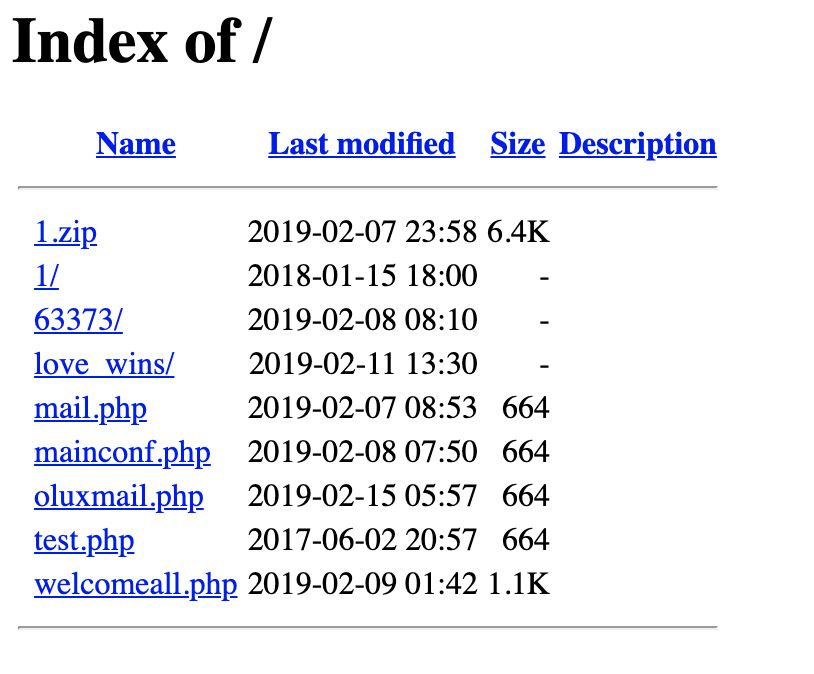 Index of /
Name Last modified Size Description
1.zip 2019-02-07 23:58 6.4K
1/ 2018-01-15 18:00 -
63373/ 2019-02-08 08:10 -
love_wins/ 2019-02-11 13:30 -
mail.php 2019-02-07 08:53 664
mainconf.php 2019-02-08 07:50 664
oluxmail.php 2019-02-15 05:57 664
test.php 2017-06-02 20:57 664
welcomeall.php 2019-02-09 01:42 1.1K